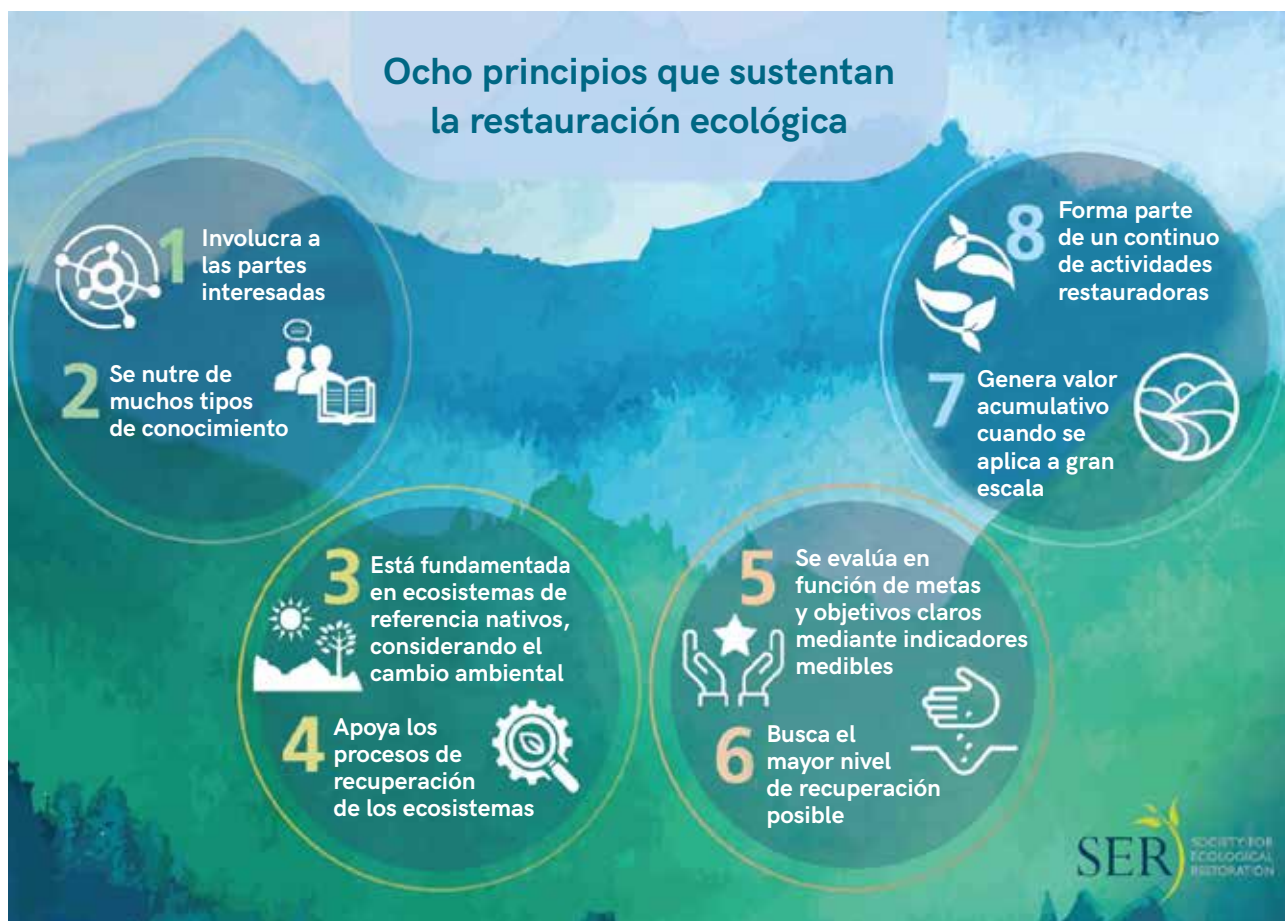 Ocho principios que sustentan
la restauración ecológica
1
Involucra a
las partes
interesadas
2
Se nutre de
muchos tipos
de conocimiento
3
Está fundamentada
en ecosistemas de
referencia nativos,
considerando el
cambio ambiental
4
Apoya los
procesos de
recuperación
de los ecosistemas
5
Se evalúa en
función de metas
y objetivos claros
mediante indicadores
medibles
6
Busca el
mayor nivel
de recuperación
posible
7
Genera valor
acumulativo
cuando se
aplica a gran
escala
8
Forma parte
de un continuo
de actividades
restauradoras
SER
SOCIETY FOR
ECOLOGICAL
RESTORATION